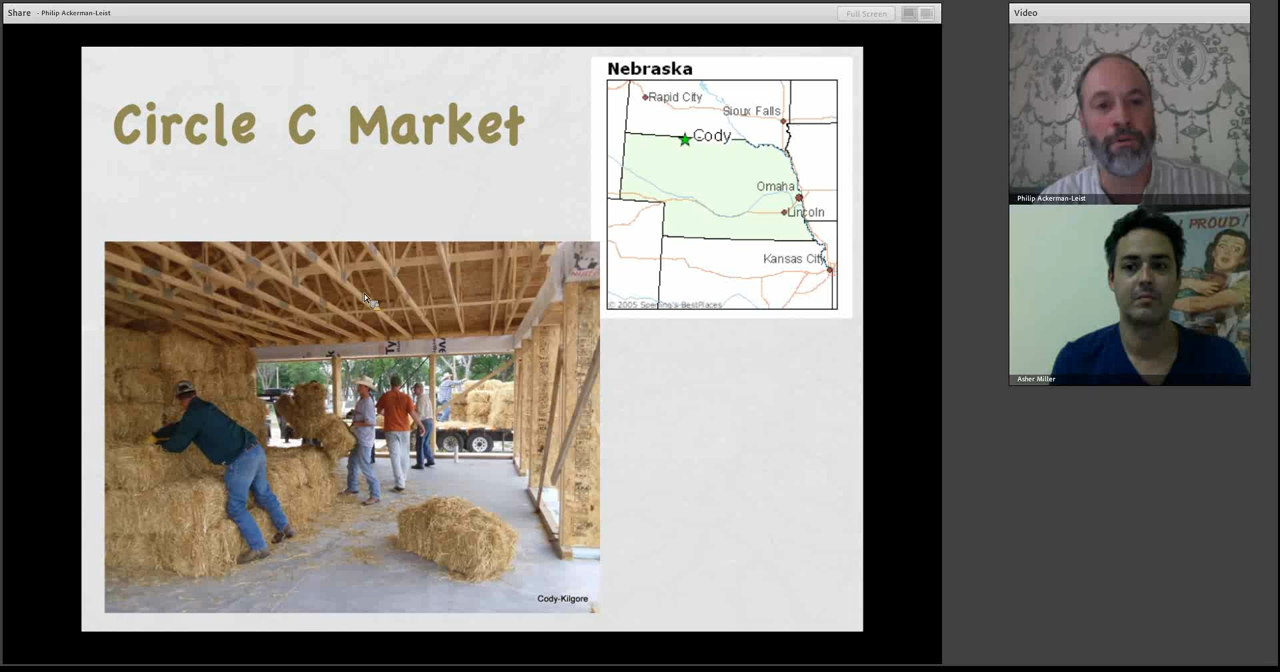 Share - Philip Ackerman-Leist
Full Screen
Video
Circle C Market
Nebraska
Rapid City
Sioux Falls
Cody
Omaha
Lincoln
Kansas City
© 2005 Sperling's BestPlaces
Cody-Kilgore
Philip Ackerman-Leist
PROUD!
Asher Miller